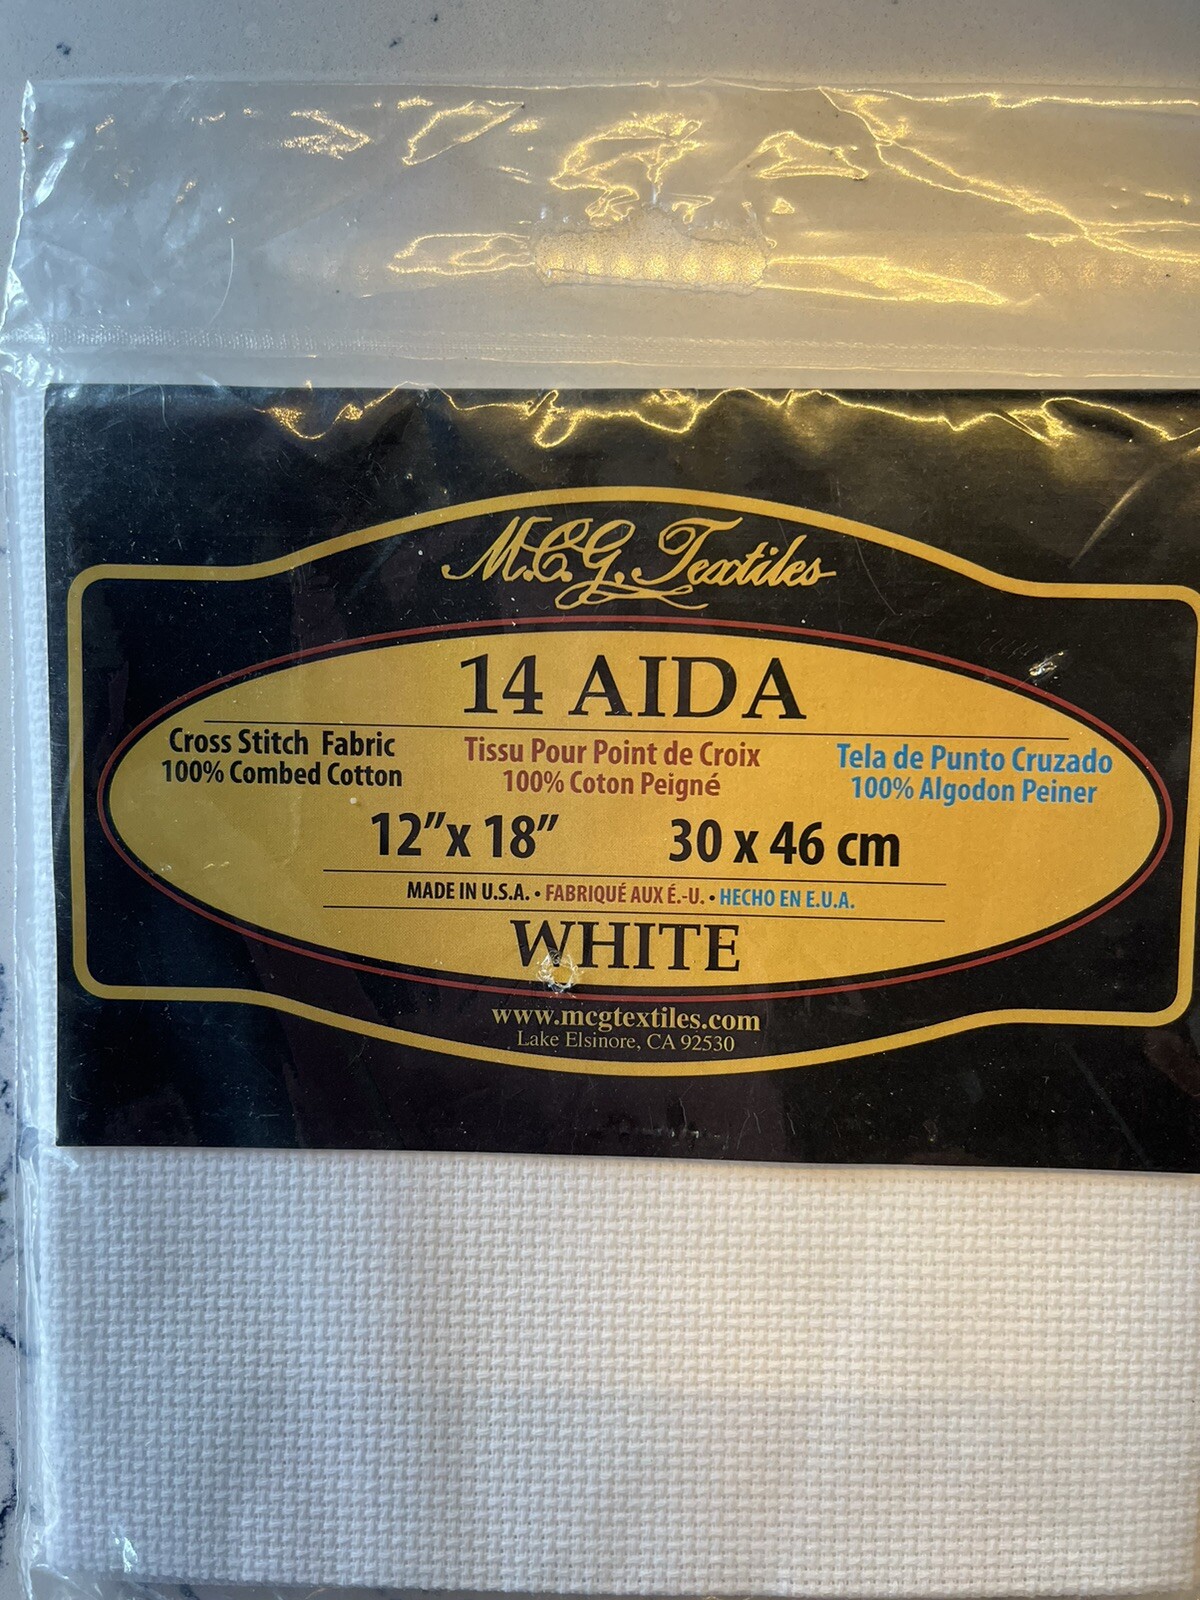 M.C.G. Textiles
14 AIDA
Cross Stitch Fabric
100% Combed Cotton
Tissu Pour Point de Croix
100% Coton Peigné
Tela de Punto Cruzado
100% Algodon Peiner
12”x 18”
30 x 46 cm
MADE IN U.S.A. • FABRIQUÉ AUX É.-U. • HECHO EN E.U.A.
WHITE
www.mcgtextiles.com
Lake Elsinore, CA 92530